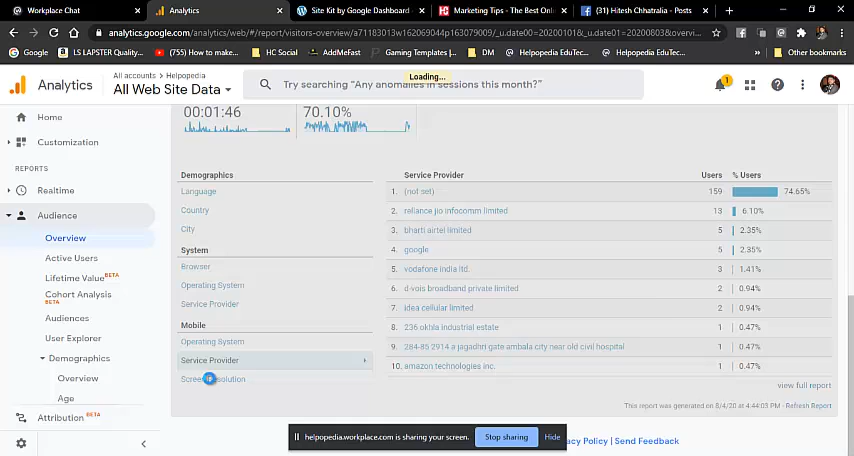 Workplace Chat
Analytics
Site Kit by Google Dashboard -
Marketing Tips - The Best Onli
(31) Hitesh Chhatralia - Posts
analytics.google.com/analytics/web/#/report/visitors-overview/a71183013w162069044p163079009/_u.date00=20200101&_u.date01=20200803&overvi...
Google
LS LAPSTER LEVEL...
(755) How to make...
HC Social
AddMeFast
Gaming Templates |...
DM
Helpopedia EduTec...
Helpopedia EduTec...
Other bookmarks
Analytics
All accounts > Helpopedia
All Web Site Data
Try searching "Any anomalies in sessions this month?"
Loading...
1
Home
Customization
REPORTS
Realtime
Audience
Overview
Active Users
Lifetime Value BETA
Cohort Analysis
BETA
Audiences
User Explorer
Demographics
Overview
Age
Attribution BETA
00:01:46
70.10%
Demographics
Language
Country
City
System
Browser
Operating System
Service Provider
Mobile
Operating System
Service Provider
Screen Resolution
Service Provider Users % Users
1. (not set) 159 74.65%
2. reliance jio infocomm limited 13 6.10%
3. bharti airtel limited 5 2.35%
4. google 5 2.35%
5. vodafone india ltd. 3 1.41%
6. d-vois broadband private limited 2 0.94%
7. idea cellular limited 2 0.94%
8. 236 okhla industrial estate 1 0.47%
9. 284-85 2914 a jagadhri gate ambala city near old civil hospital 1 0.47%
10. amazon technologies inc. 1 0.47%
view full report
This report was generated on 8/4/20 at 4:44:03 PM - Refresh Report
helpopedia.workplace.com is sharing your screen.
Stop sharing
Hide
acy Policy | Send Feedback